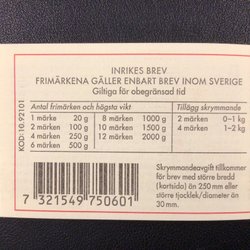 INRIKES BREV
FRIMÄRKENA GÄLLER ENBART BREV INOM SVERIGE
Giltiga för obegränsad tid
Antal frimärken och högsta vikt
Tillägg skrymmande
1 märke 20 g 8 märken 1000 g 2 märken 0–1 kg
2 märken 100 g 10 märken 1500 g 4 märken 1–2 kg
4 märken 250 g 12 märken 2000 g
6 märken 500 g
KOD: 10.92101
Skrymmandeavgift tillkommer
för brev med större bredd
(kortsida) än 250 mm eller
större tjocklek/diameter än
30 mm.
7 321549 750601